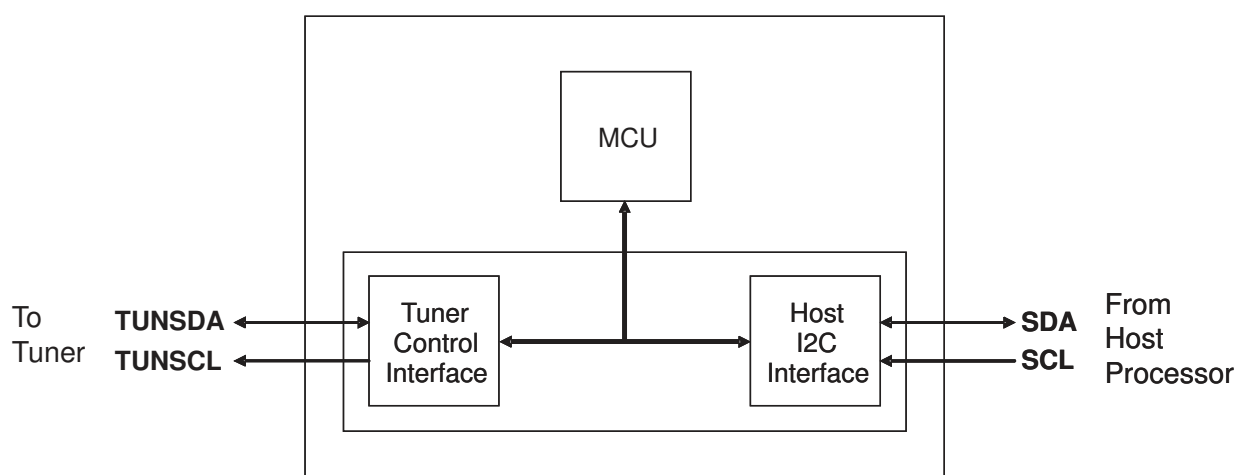 MCU
To
Tuner
TUNSDA
TUNSCL
Tuner
Control
Interface
Host
I2C
Interface
SDA
SCL
From
Host
Processor